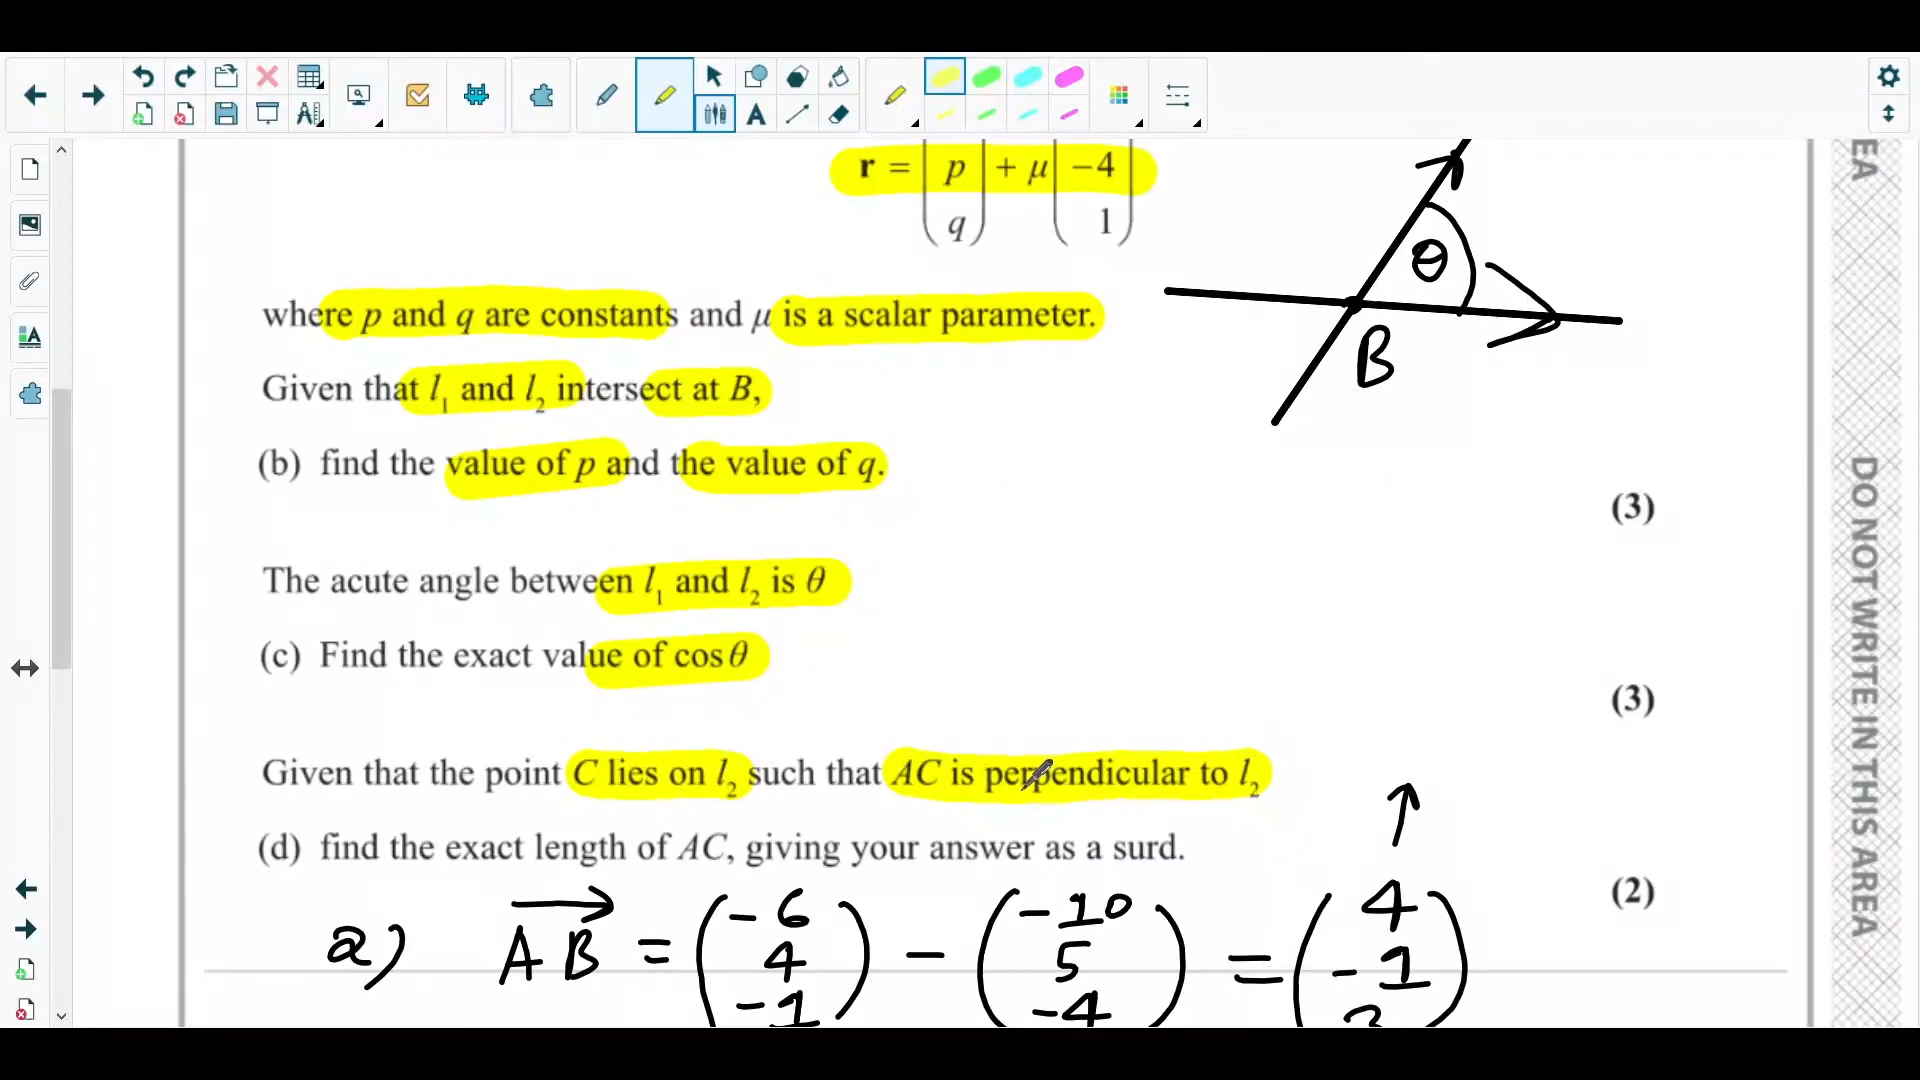 r = ( p q ) + μ ( −4 1 )
where p and q are constants and μ is a scalar parameter.
Given that l₁ and l₂ intersect at B,
(b) find the value of p and the value of q.
(3)
The acute angle between l₁ and l₂ is θ
(c) Find the exact value of cos θ
(3)
Given that the point C lies on l₂ such that AC is perpendicular to l₂
(d) find the exact length of AC, giving your answer as a surd.
(2)
a) AB = ( −6 4 −1 ) − ( −10 5 −4 ) = ( 4 −1
θ
B
EA
DO NOT WRITE IN THIS AREA